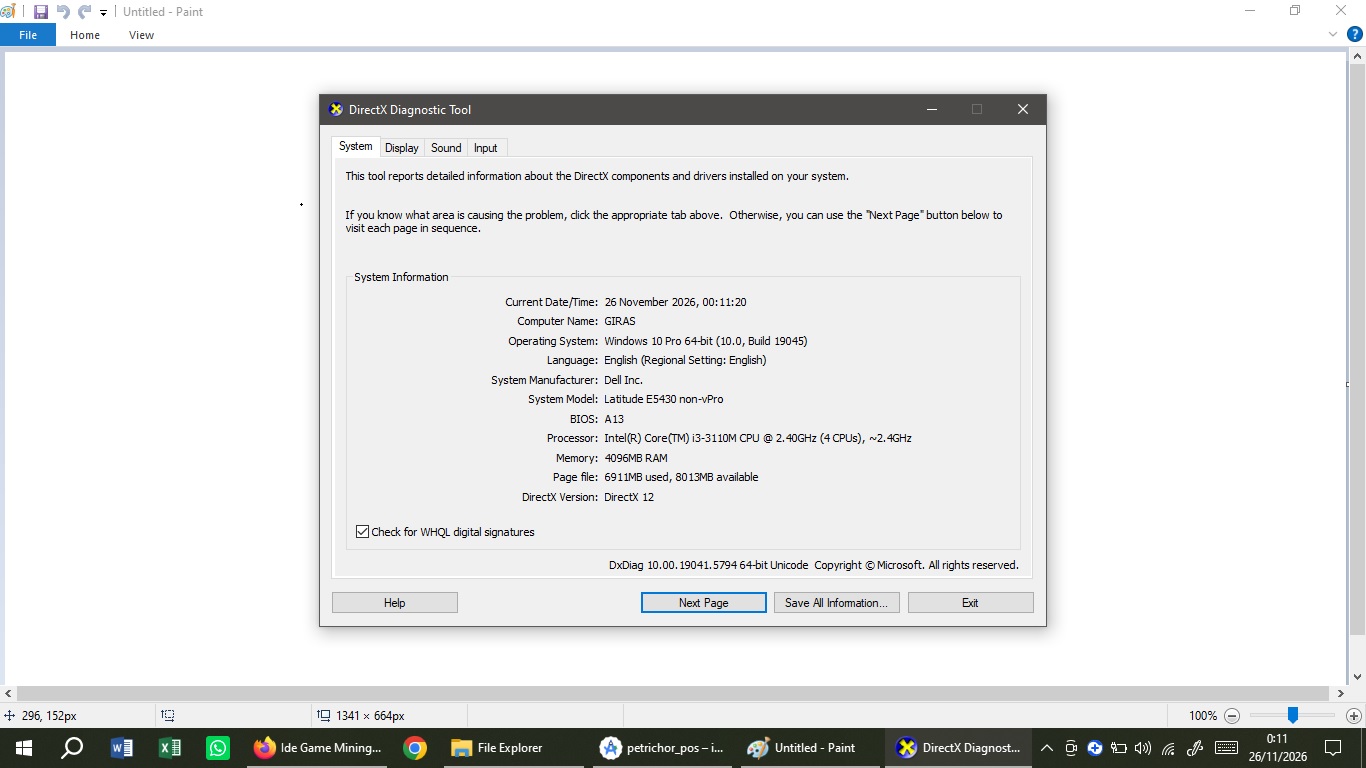 Untitled - Paint
File Home View
DirectX Diagnostic Tool
System Display Sound Input
This tool reports detailed information about the DirectX components and drivers installed on your system.
If you know what area is causing the problem, click the appropriate tab above.  Otherwise, you can use the "Next Page" button below to
visit each page in sequence.
System Information
Current Date/Time: 26 November 2026, 00:11:20
Computer Name: GIRAS
Operating System: Windows 10 Pro 64-bit (10.0, Build 19045)
Language: English (Regional Setting: English)
System Manufacturer: Dell Inc.
System Model: Latitude E5430 non-vPro
BIOS: A13
Processor: Intel(R) Core(TM) i3-3110M CPU @ 2.40GHz (4 CPUs), ~2.4GHz
Memory: 4096MB RAM
Page file: 6911MB used, 8013MB available
DirectX Version: DirectX 12
Check for WHQL digital signatures
DxDiag 10.00.19041.5794 64-bit Unicode  Copyright © Microsoft. All rights reserved.
Help Next Page Save All Information... Exit
296, 152px 1341 × 664px 100%
Ide Game Mining... File Explorer petrichor_pos – i... Untitled - Paint DirectX Diagnost... 0:11
26/11/2026